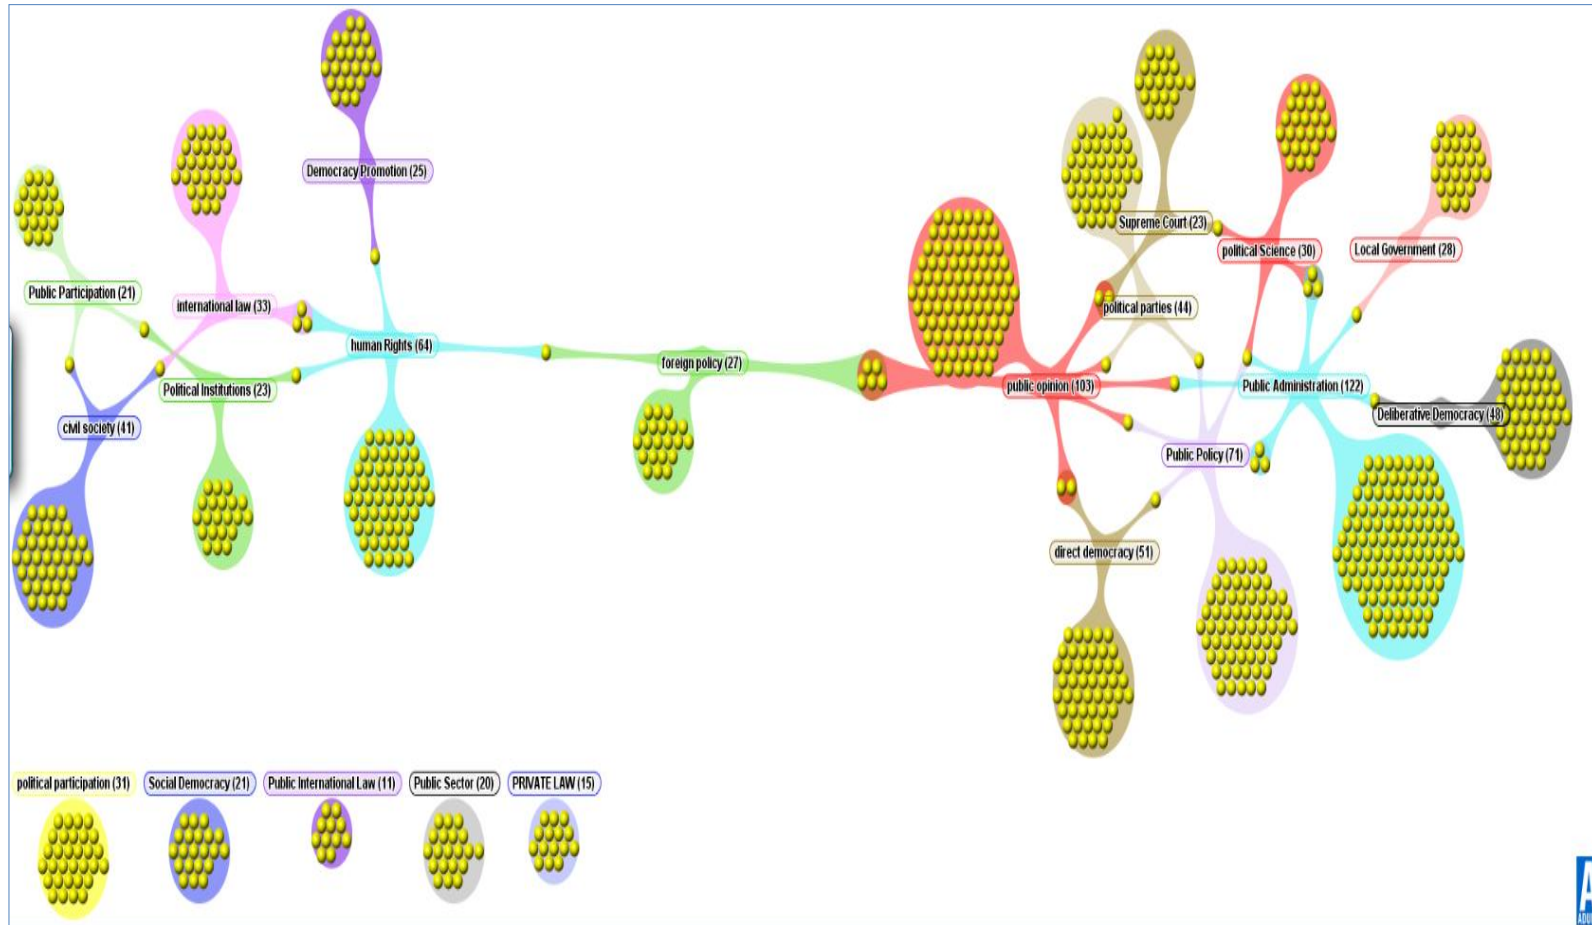 Democracy Promotion (25)
Supreme Court (23)
political Science (30)
Local Government (28)
Public Participation (21)
international law (33)
political parties (44)
human Rights (64)
foreign policy (27)
public opinion (103)
Public Administration (122)
Political Institutions (23)
Deliberative Democracy (48)
civil society (41)
Public Policy (71)
direct democracy (51)
political participation (31)
Social Democracy (21)
Public International Law (11)
Public Sector (20)
PRIVATE LAW (15)